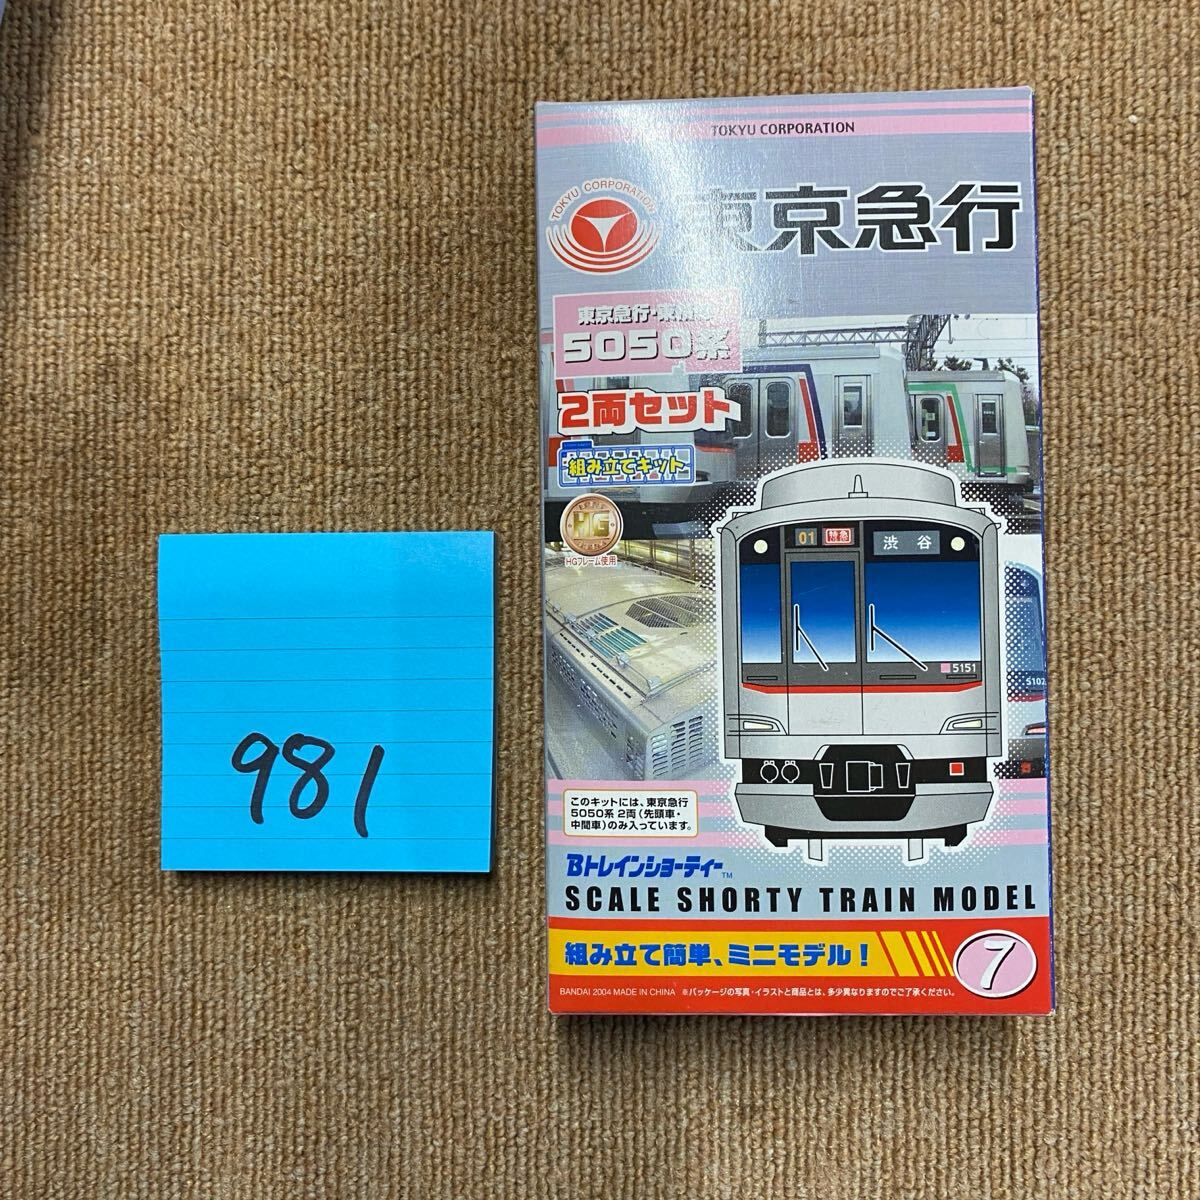 981
TOKYU CORPORATION
TOKYU CORPORATION
東京急行
東京急行・東横
5050系
2両セット
組み立てキット
HG
HGフレーム使用
01 特急 渋谷
5151
5102
このキットには、東京急行
5050系 2両(先頭車・
中間車)のみ入っています。
Bトレインショーティー™
SCALE SHORTY TRAIN MODEL
組み立て簡単、ミニモデル!
7
BANDAI 2004 MADE IN CHINA ※パッケージの写真・イラストと商品とは、多少異なりますのでご了承ください。